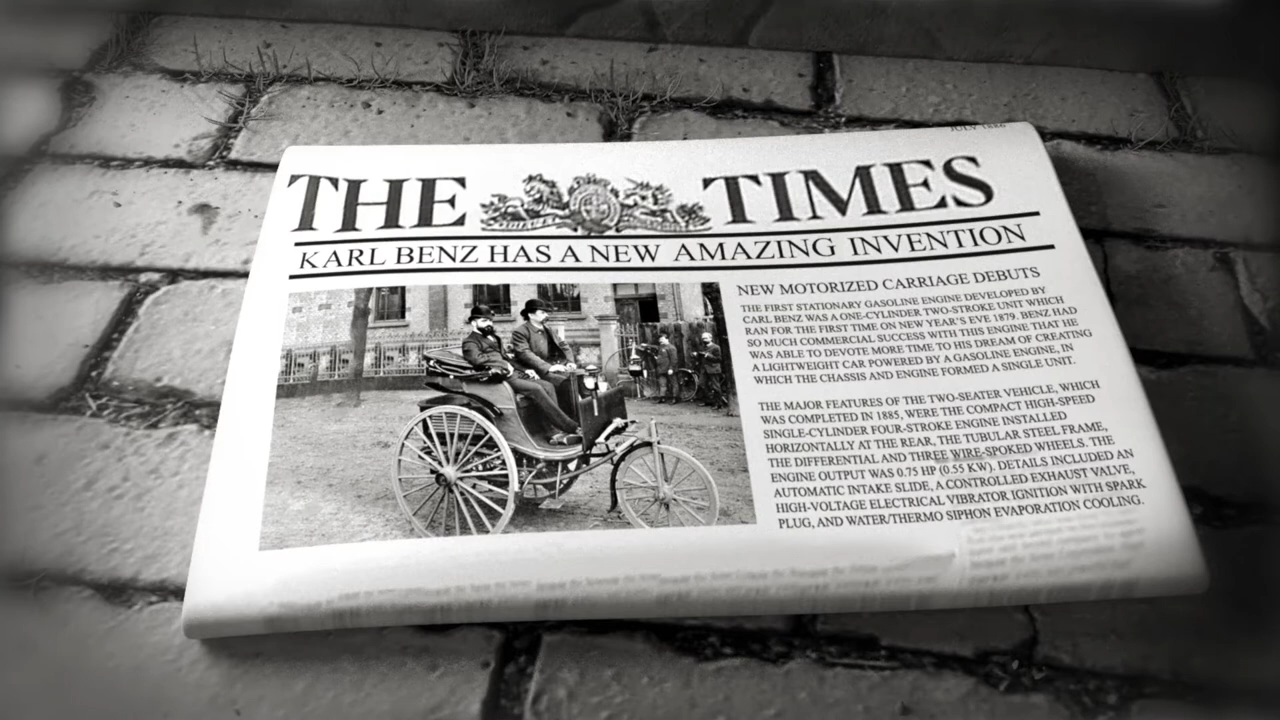 JULY 1886
THE TIMES
KARL BENZ HAS A NEW AMAZING INVENTION
NEW MOTORIZED CARRIAGE DEBUTS
THE FIRST STATIONARY GASOLINE ENGINE DEVELOPED BY
CARL BENZ WAS A ONE-CYLINDER TWO-STROKE UNIT WHICH
RAN FOR THE FIRST TIME ON NEW YEAR'S EVE 1879. BENZ HAD
SO MUCH COMMERCIAL SUCCESS WITH THIS ENGINE THAT HE
WAS ABLE TO DEVOTE MORE TIME TO HIS DREAM OF CREATING
A LIGHTWEIGHT CAR POWERED BY A GASOLINE ENGINE, IN
WHICH THE CHASSIS AND ENGINE FORMED A SINGLE UNIT.
THE MAJOR FEATURES OF THE TWO-SEATER VEHICLE, WHICH
WAS COMPLETED IN 1885, WERE THE COMPACT HIGH-SPEED
SINGLE-CYLINDER FOUR-STROKE ENGINE INSTALLED
HORIZONTALLY AT THE REAR, THE TUBULAR STEEL FRAME,
THE DIFFERENTIAL AND THREE WIRE-SPOKED WHEELS. THE
ENGINE OUTPUT WAS 0.75 HP (0.55 KW). DETAILS INCLUDED AN
AUTOMATIC INTAKE SLIDE, A CONTROLLED EXHAUST VALVE,
HIGH-VOLTAGE ELECTRICAL VIBRATOR IGNITION WITH SPARK
PLUG, AND WATER/THERMO SIPHON EVAPORATION COOLING.